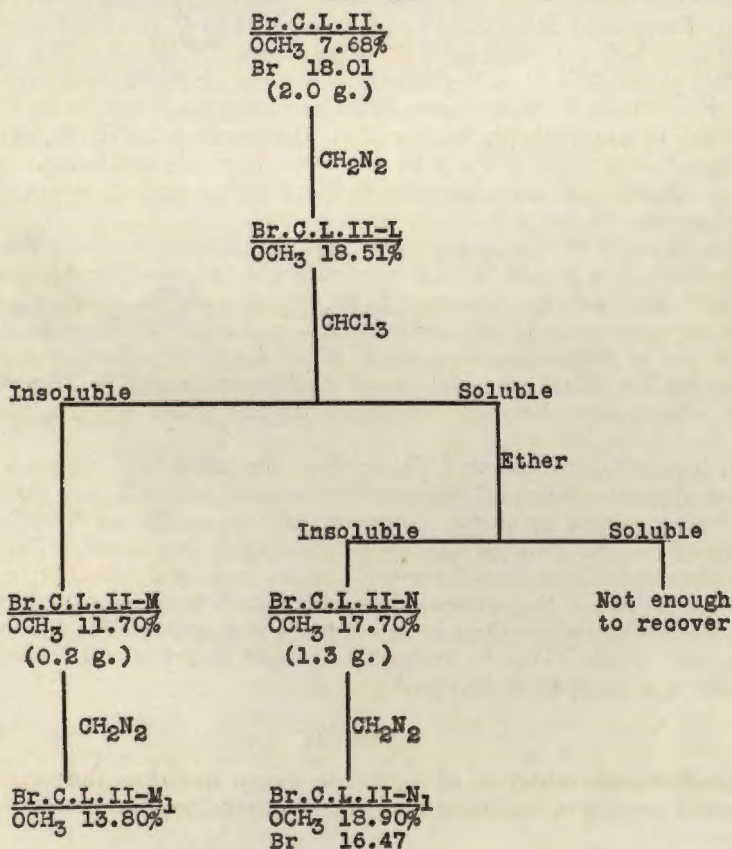 Br.C.L.II.
OCH3 7.68%
Br 18.01
(2.0 g.)
CH2N2
Br.C.L.II-L
OCH3 18.51%
CHCl3
Insoluble Soluble
Ether
Insoluble Soluble
Br.C.L.II-M Br.C.L.II-N Not enough
OCH3 11.70% OCH3 17.70% to recover
(0.2 g.) (1.3 g.)
CH2N2 CH2N2
Br.C.L.II-M1 Br.C.L.II-N1
OCH3 13.80% OCH3 18.90%
Br 16.47